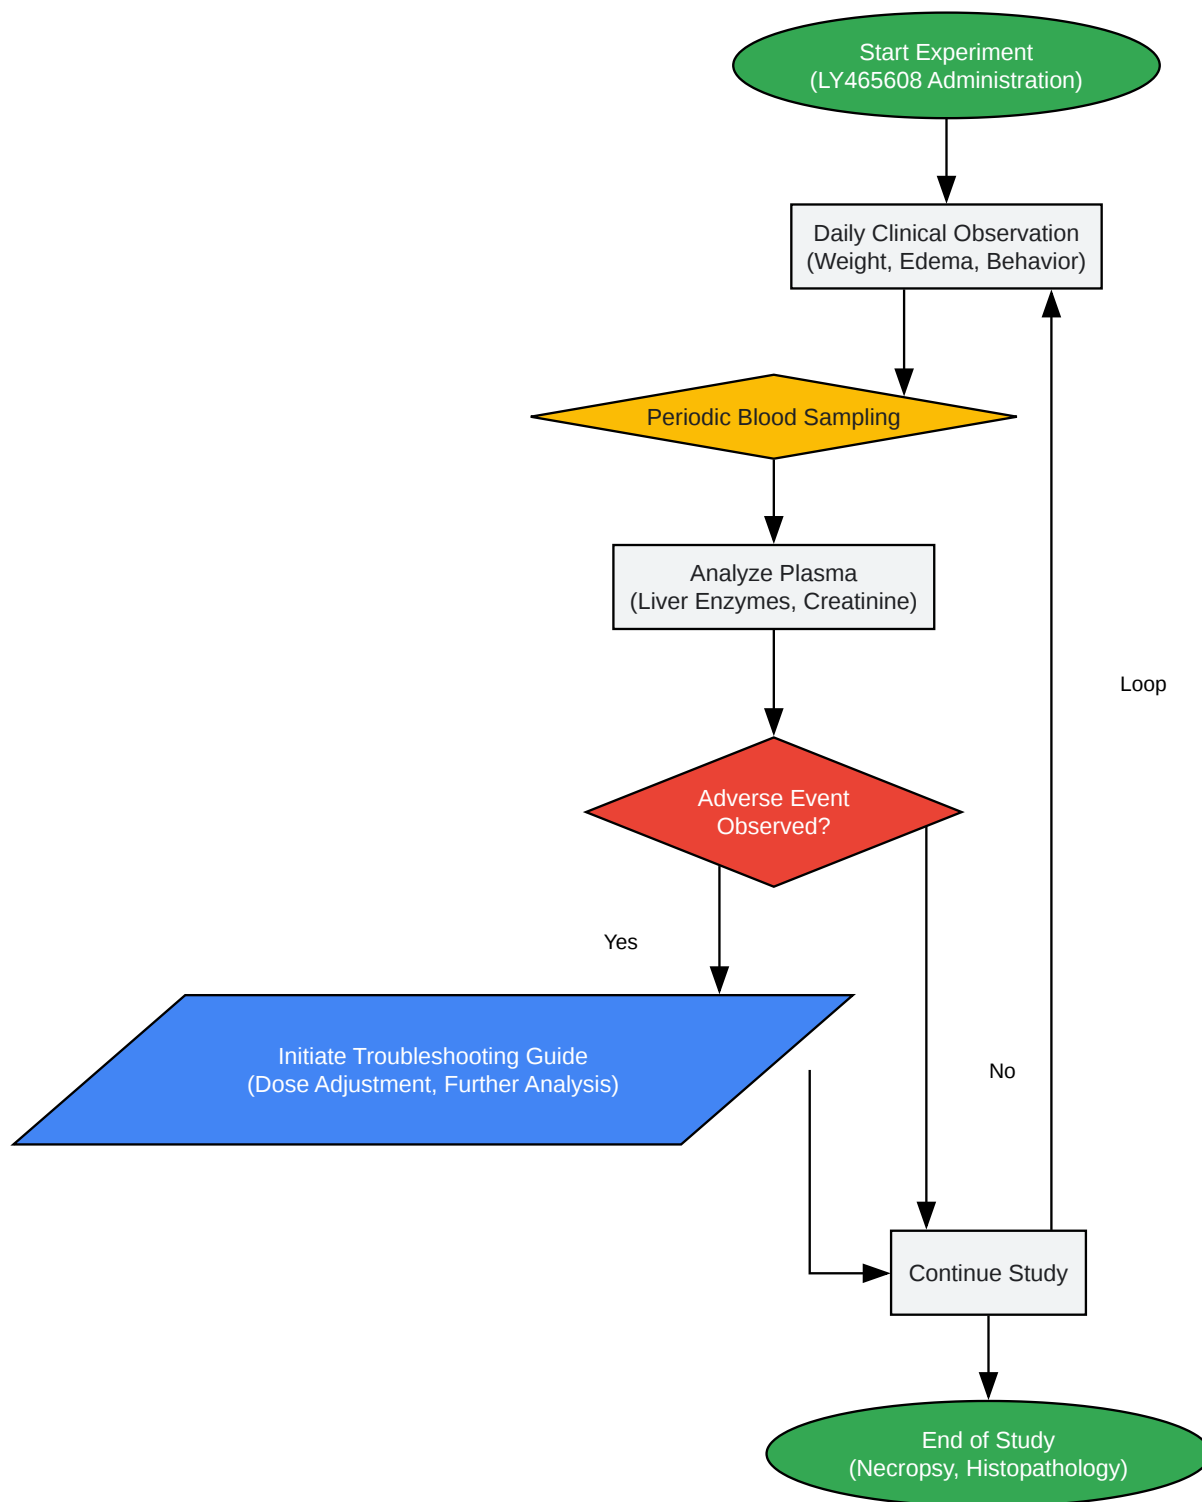 Start Experiment
(LY465608 Administration)
Daily Clinical Observation
(Weight, Edema, Behavior)
Periodic Blood Sampling
Analyze Plasma
(Liver Enzymes, Creatinine)
Loop
Adverse Event
Observed?
Yes
Initiate Troubleshooting Guide
(Dose Adjustment, Further Analysis)
No
Continue Study
End of Study
(Necropsy, Histopathology)